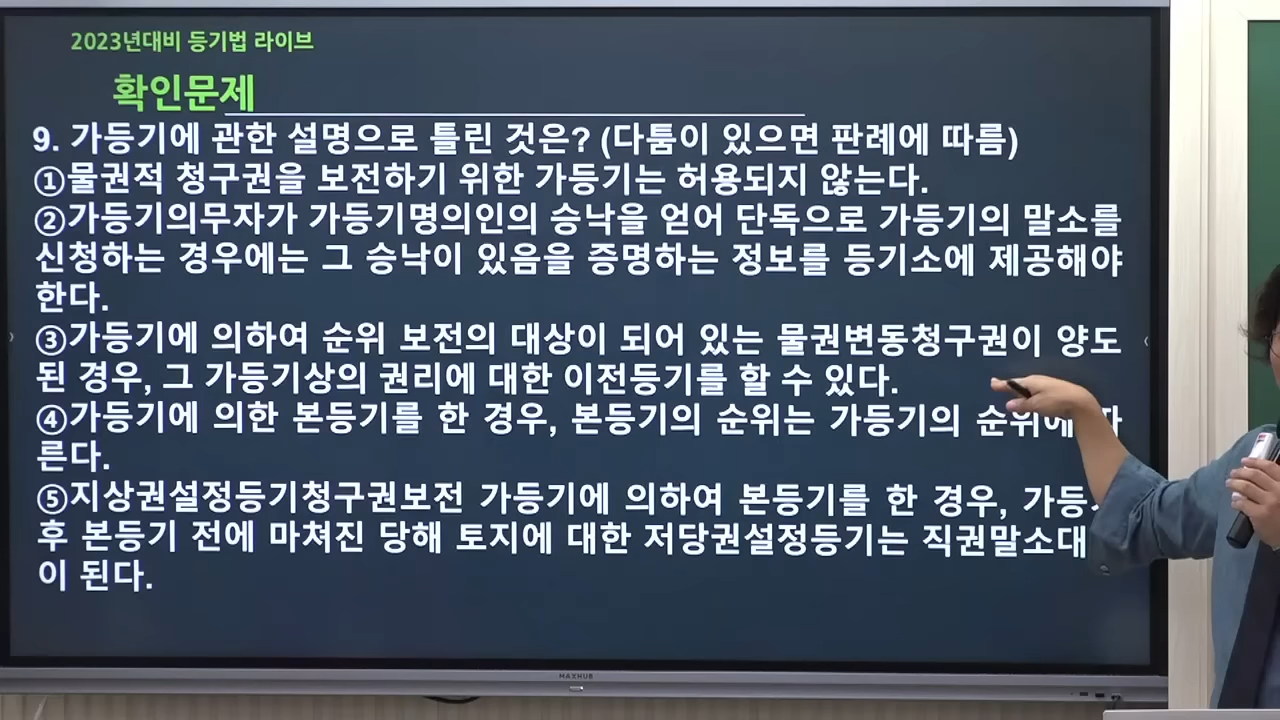 2023년대비 등기법 라이브
확인문제
9. 가등기에 관한 설명으로 틀린 것은? (다툼이 있으면 판례에 따름)
①물권적 청구권을 보전하기 위한 가등기는 허용되지 않는다.
②가등기의무자가 가등기명의인의 승낙을 얻어 단독으로 가등기의 말소를
신청하는 경우에는 그 승낙이 있음을 증명하는 정보를 등기소에 제공해야
한다.
③가등기에 의하여 순위 보전의 대상이 되어 있는 물권변동청구권이 양도
된 경우, 그 가등기상의 권리에 대한 이전등기를 할 수 있다.
④가등기에 의한 본등기를 한 경우, 본등기의 순위는 가등기의 순위에
른다.
⑤지상권설정등기청구권보전 가등기에 의하여 본등기를 한 경우, 가등
후 본등기 전에 마쳐진 당해 토지에 대한 저당권설정등기는 직권말소대
이 된다.
MAXHUB